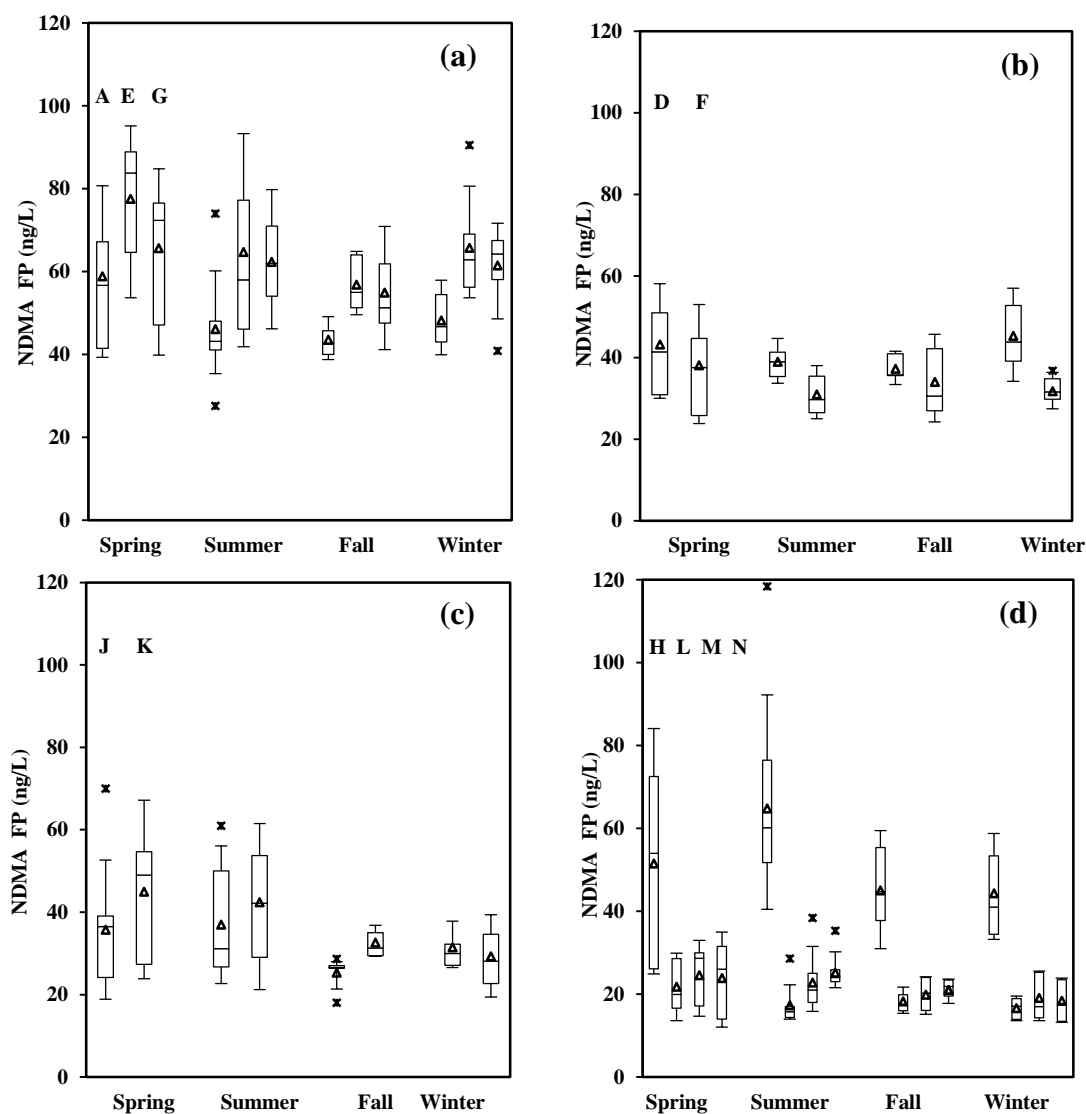 (a)
120
100
80
60
40
20
0
NDMA FP (ng/L)
A E G
Spring Summer Fall Winter
(b)
120
100
80
60
40
20
0
NDMA FP (ng/L)
D F
Spring Summer Fall Winter
(c)
120
100
80
60
40
20
0
NDMA FP (ng/L)
J K
Spring Summer Fall Winter
(d)
120
100
80
60
40
20
0
NDMA FP (ng/L)
H L M N
Spring Summer Fall Winter